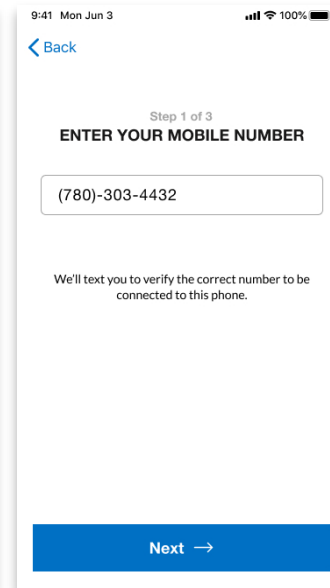 9:41 Mon Jun 3 100%
Back
Step 1 of 3
ENTER YOUR MOBILE NUMBER
(780)-303-4432
We'll text you to verify the correct number to be
connected to this phone.
Next →